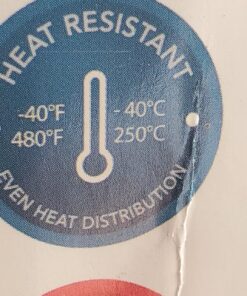 HEAT RESISTANT
-40°F -40°C
480°F 250°C
EVEN HEAT DISTRIBUTION